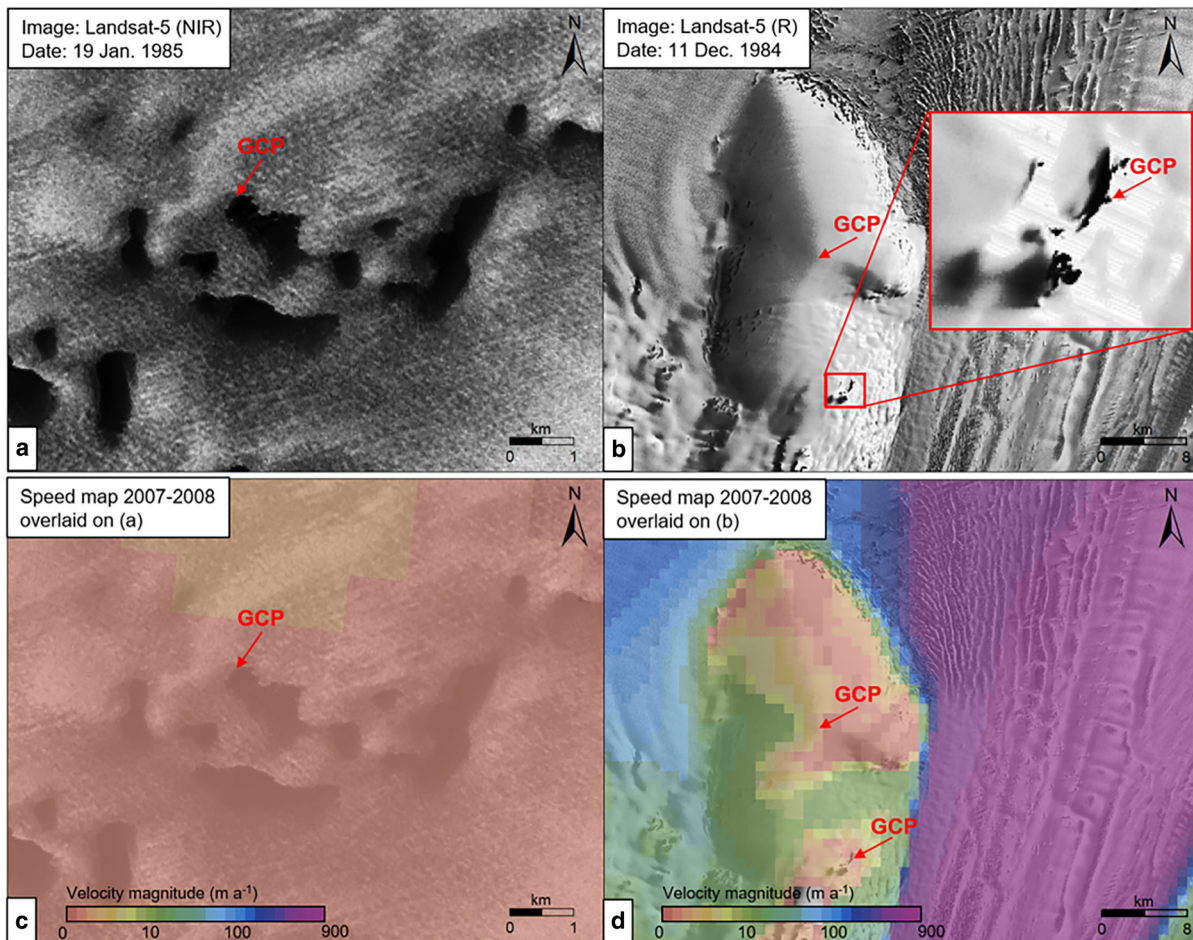 Image: Landsat-5 (NIR)
Date: 19 Jan. 1985
N
GCP
km
0 1
a
Image: Landsat-5 (R)
Date: 11 Dec. 1984
N
GCP
GCP
km
0 8
b
Speed map 2007-2008
overlaid on (a)
N
GCP
Velocity magnitude (m a⁻¹)
0 10 100 900
km
0 1
c
Speed map 2007-2008
overlaid on (b)
N
GCP
GCP
Velocity magnitude (m a⁻¹)
0 10 100 900
km
0 8
d